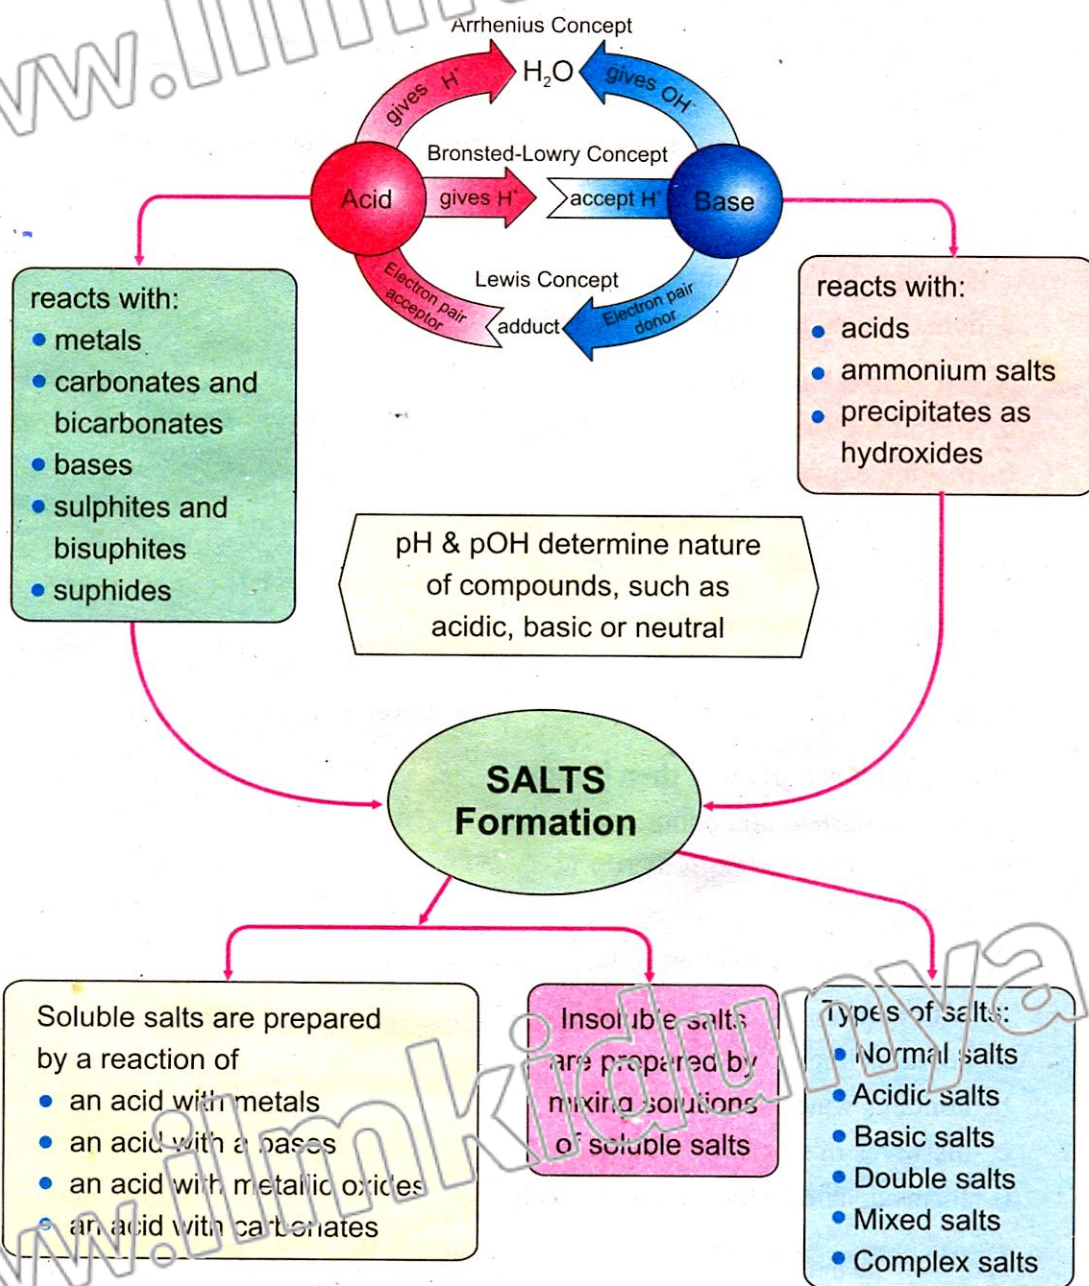 Arrhenius Concept
gives H⁺
H₂O
gives OH⁻
Bronsted-Lowry Concept
Acid
gives H⁺
accept H⁺
Base
Lewis Concept
Electron pair
acceptor
adduct
Electron pair
donor
reacts with:
• metals
• carbonates and
bicarbonates
• bases
• sulphites and
bisuphites
• suphides
reacts with:
• acids
• ammonium salts
• precipitates as
hydroxides
pH & pOH determine nature
of compounds, such as
acidic, basic or neutral
SALTS
Formation
Soluble salts are prepared
by a reaction of
• an acid with metals
• an acid with a bases
• an acid with metallic oxides
• an acid with carbonates
Insoluble salts
are prepared by
mixing solutions
of soluble salts
Types of salts:
• Normal salts
• Acidic salts
• Basic salts
• Double salts
• Mixed salts
• Complex salts
ww.ilmkidunya